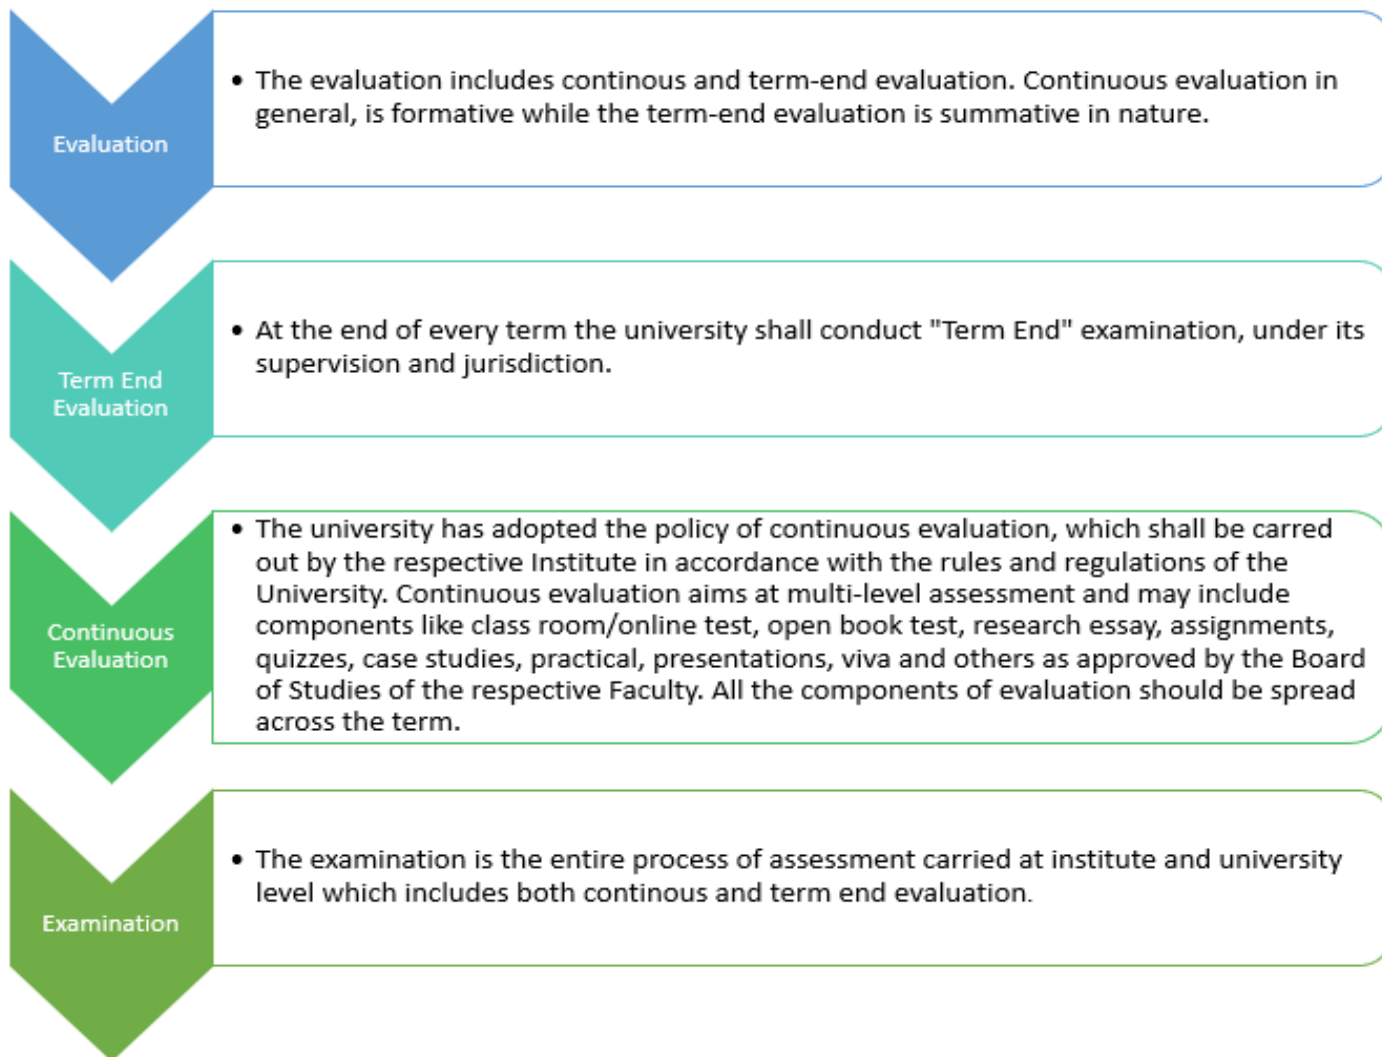 Evaluation
• The evaluation includes continous and term-end evaluation. Continuous evaluation in
general, is formative while the term-end evaluation is summative in nature.
Term End
Evaluation
• At the end of every term the university shall conduct "Term End" examination, under its
supervision and jurisdiction.
Continuous
Evaluation
• The university has adopted the policy of continuous evaluation, which shall be carred
out by the respective Institute in accordance with the rules and regulations of the
University. Continuous evaluation aims at multi-level assessment and may include
components like class room/online test, open book test, research essay, assignments,
quizzes, case studies, practical, presentations, viva and others as approved by the Board
of Studies of the respective Faculty. All the components of evaluation should be spread
across the term.
Examination
• The examination is the entire process of assessment carried at institute and university
level which includes both continous and term end evaluation.